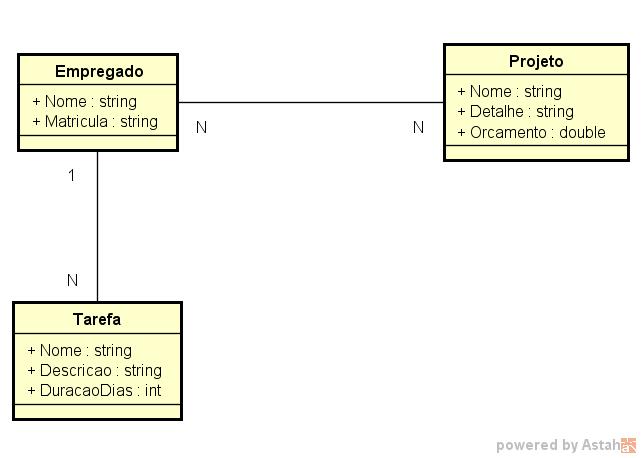 Empregado
+ Nome : string
+ Matricula : string
Projeto
+ Nome : string
+ Detalhe : string
+ Orcamento : double
N
N
1
N
Tarefa
+ Nome : string
+ Descricao : string
+ DuracaoDias : int
powered by Astah